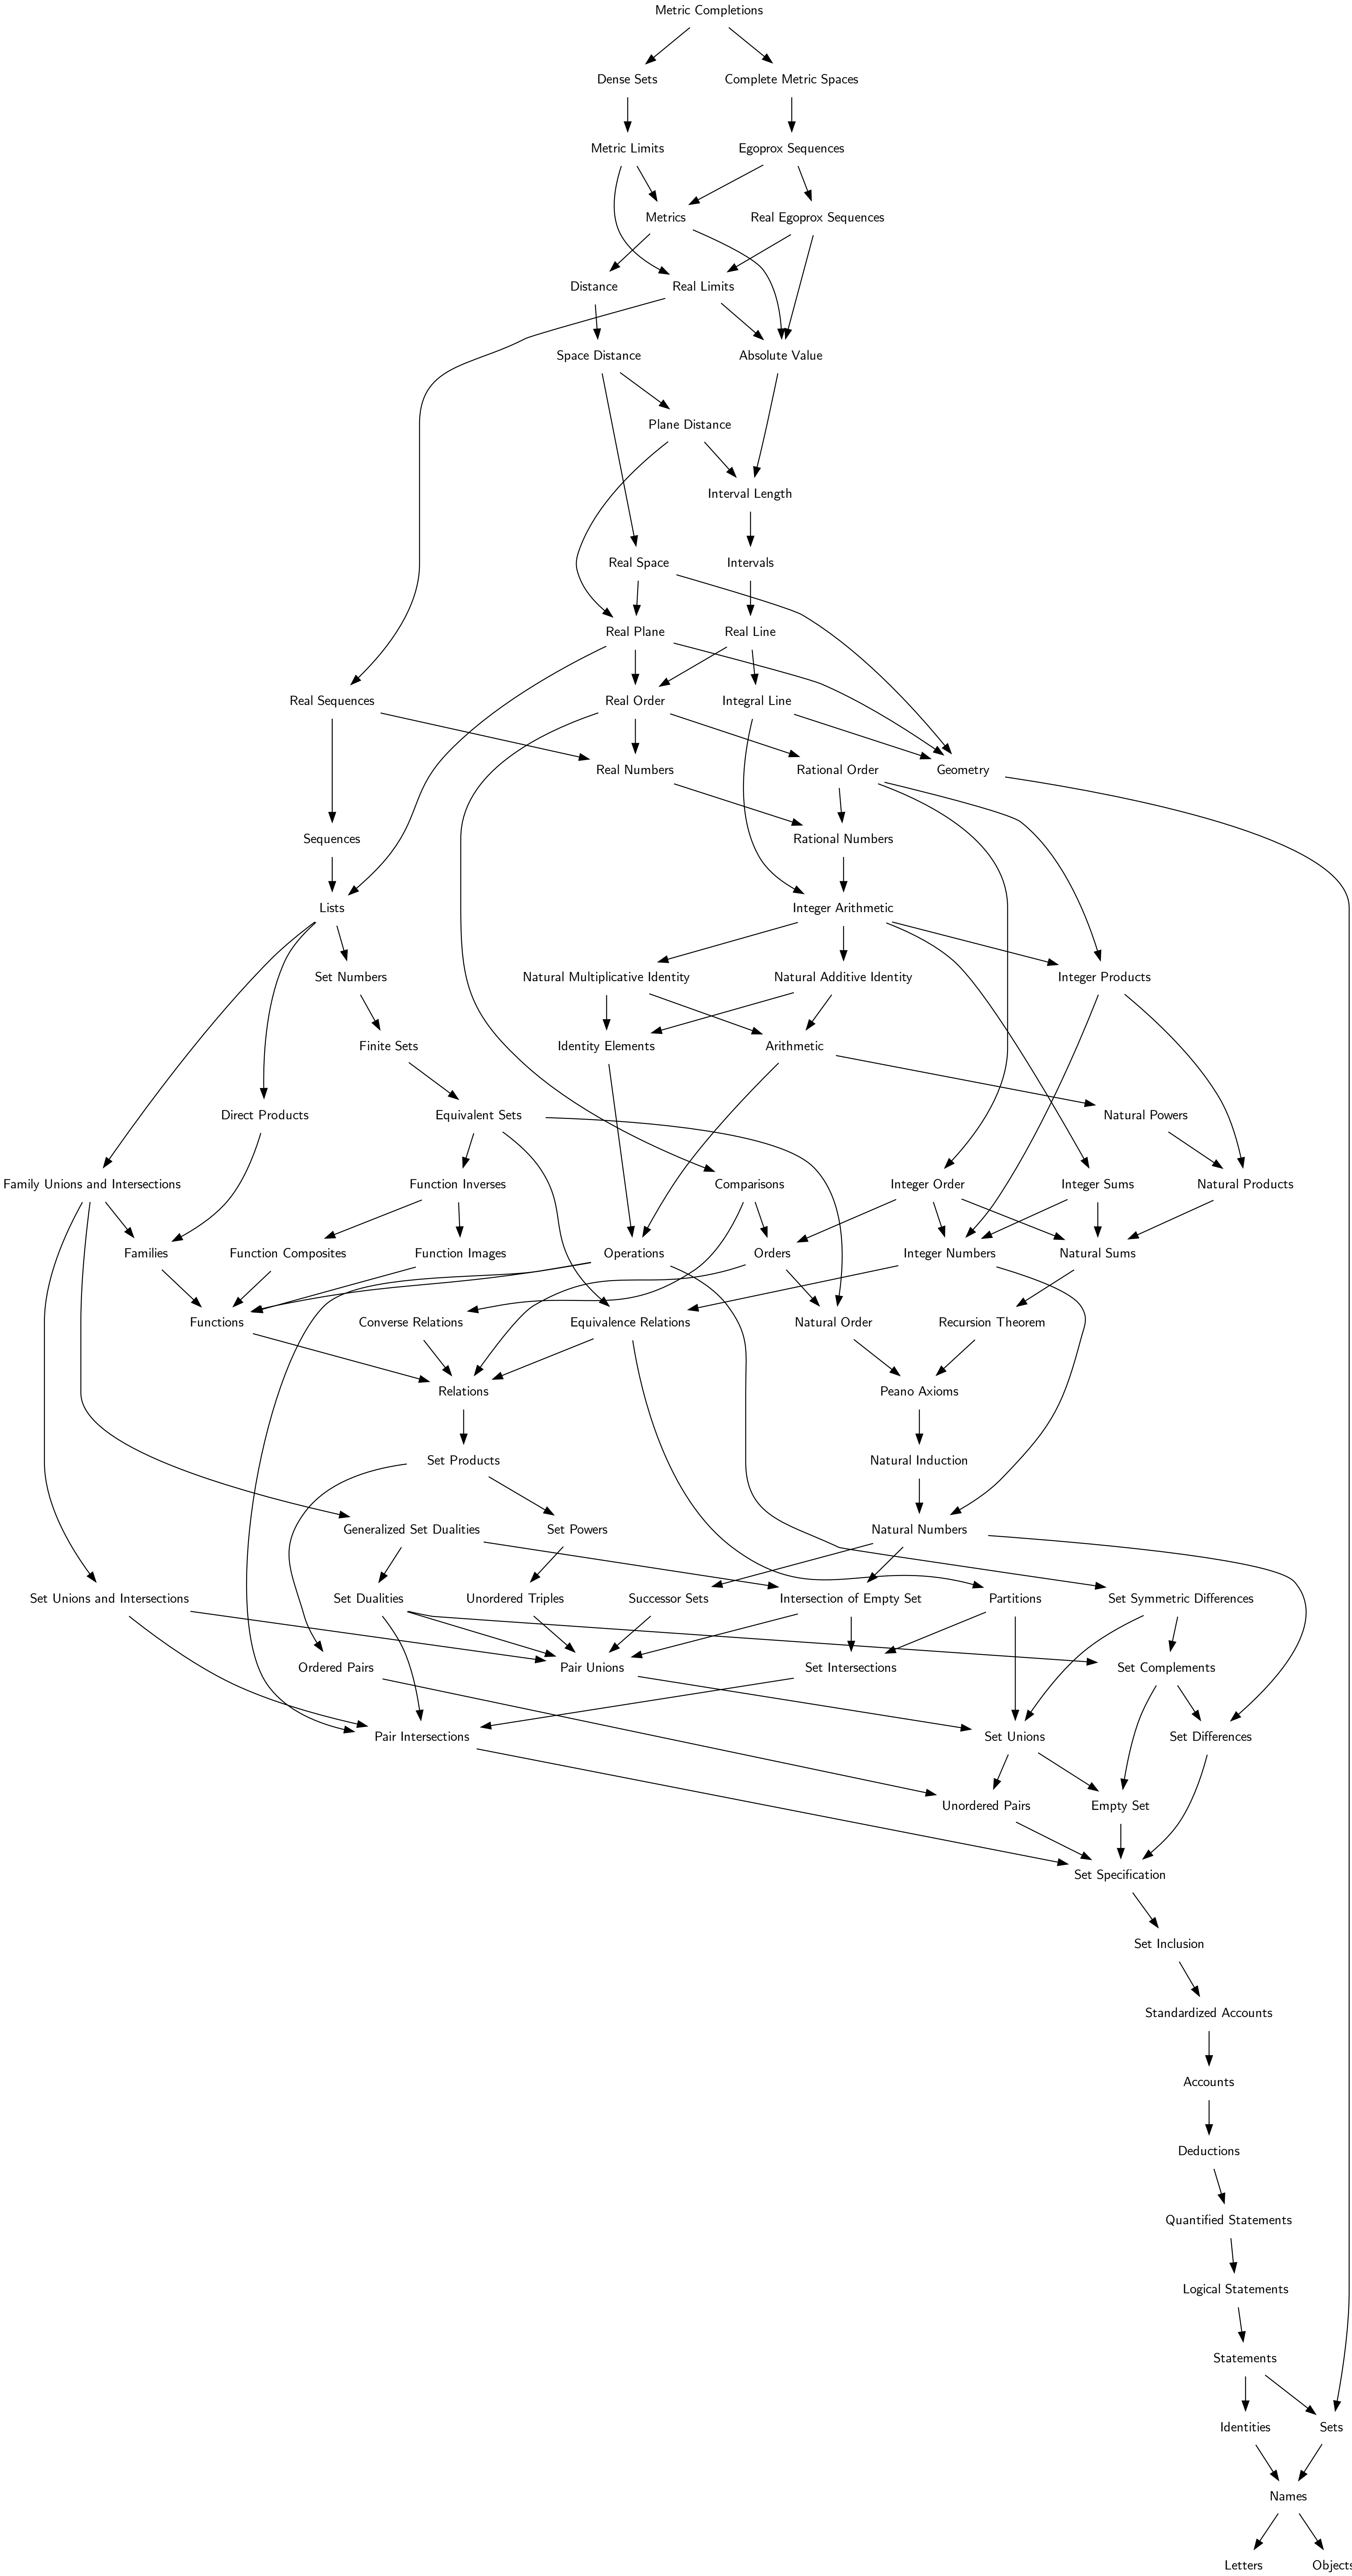 Metric Completions
Dense Sets
Complete Metric Spaces
Metric Limits
Egoprox Sequences
Metrics
Real Egoprox Sequences
Distance
Real Limits
Space Distance
Absolute Value
Plane Distance
Interval Length
Real Space
Intervals
Real Plane
Real Line
Real Sequences
Real Order
Integral Line
Real Numbers
Rational Order
Geometry
Sequences
Rational Numbers
Lists
Integer Arithmetic
Set Numbers
Natural Multiplicative Identity
Natural Additive Identity
Integer Products
Finite Sets
Identity Elements
Arithmetic
Direct Products
Equivalent Sets
Natural Powers
Family Unions and Intersections
Function Inverses
Comparisons
Integer Order
Integer Sums
Natural Products
Families
Function Composites
Function Images
Operations
Orders
Integer Numbers
Natural Sums
Functions
Converse Relations
Equivalence Relations
Natural Order
Recursion Theorem
Relations
Peano Axioms
Set Products
Natural Induction
Generalized Set Dualities
Set Powers
Natural Numbers
Set Unions and Intersections
Set Dualities
Unordered Triples
Successor Sets
Intersection of Empty Set
Partitions
Set Symmetric Differences
Ordered Pairs
Pair Unions
Set Intersections
Set Complements
Pair Intersections
Set Unions
Set Differences
Unordered Pairs
Empty Set
Set Specification
Set Inclusion
Standardized Accounts
Accounts
Deductions
Quantified Statements
Logical Statements
Statements
Identities
Sets
Names
Letters
Objects